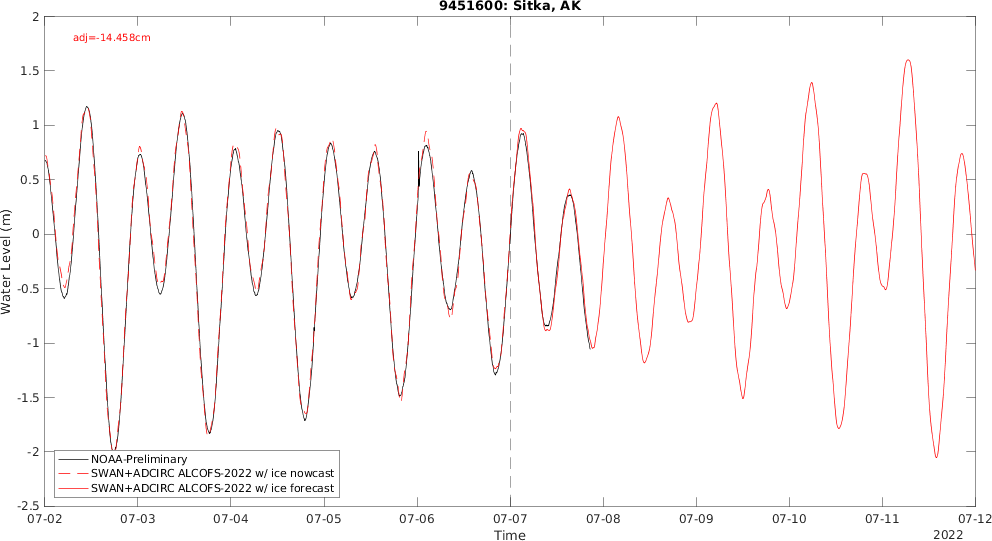 9451600: Sitka, AK
adj=-14.458cm
2
1.5
1
0.5
0
-0.5
-1
-1.5
-2
-2.5
Water Level (m)
NOAA-Preliminary
SWAN+ADCIRC ALCOFS-2022 w/ ice nowcast
SWAN+ADCIRC ALCOFS-2022 w/ ice forecast
07-02 07-03 07-04 07-05 07-06 07-07 07-08 07-09 07-10 07-11 07-12
Time
2022